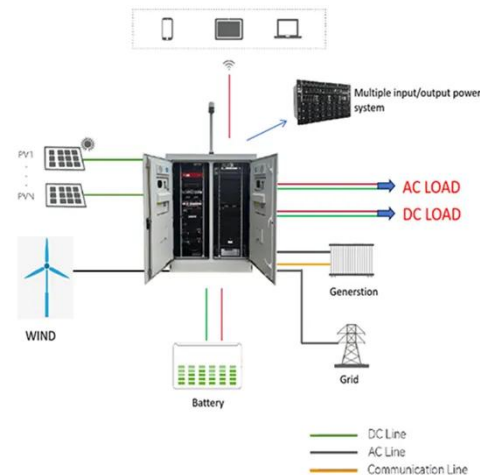 Multiple input/output power
system
PV1
PVN
AC LOAD
DC LOAD
WIND
Generstion
Grid
Battery
DC Line
AC Line
Communication Line